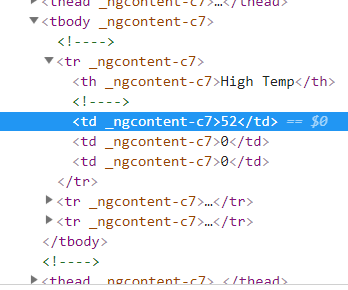 ▶<thead _ngcontent-c7>…</thead>
▼<tbody _ngcontent-c7>
<!---->
▼<tr _ngcontent-c7>
<th _ngcontent-c7>High Temp</th>
<!---->
<td _ngcontent-c7>52</td> == $0
<td _ngcontent-c7>0</td>
<td _ngcontent-c7>0</td>
</tr>
▶<tr _ngcontent-c7>…</tr>
▶<tr _ngcontent-c7>…</tr>
</tbody>
<!---->
▶<thead _ngcontent-c7>…</thead>